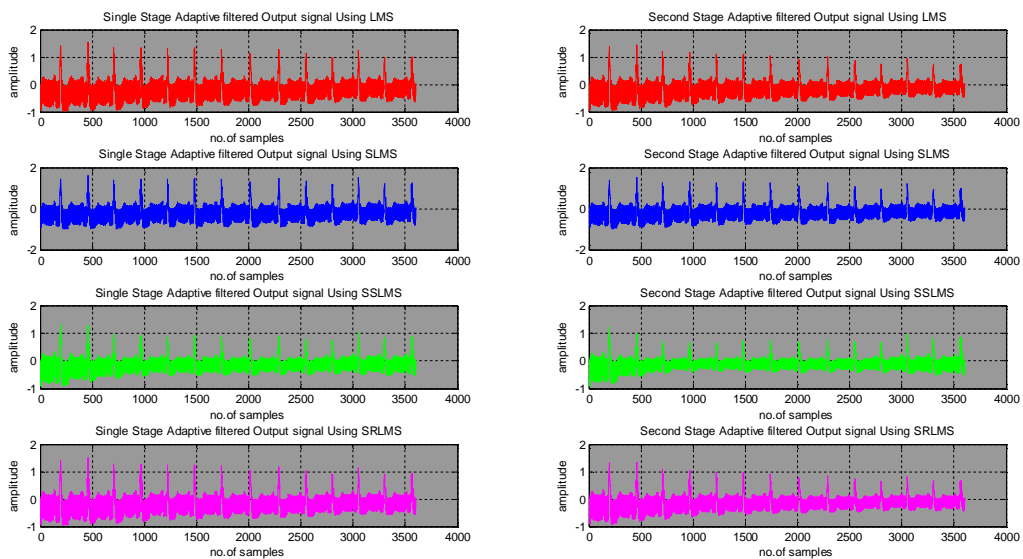 Single Stage Adaptive filtered Output signal Using LMS
2
1
0
-1
amplitude
0 500 1000 1500 2000 2500 3000 3500 4000
no.of samples
Second Stage Adaptive filtered Output signal Using LMS
2
1
0
-1
amplitude
0 500 1000 1500 2000 2500 3000 3500 4000
no.of samples
Single Stage Adaptive filtered Output signal Using SLMS
2
0
-2
amplitude
0 500 1000 1500 2000 2500 3000 3500 4000
no.of samples
Second Stage Adaptive filtered Output signal Using SLMS
2
0
-2
amplitude
0 500 1000 1500 2000 2500 3000 3500 4000
no.of samples
Single Stage Adaptive filtered Output signal Using SSLMS
2
1
0
-1
amplitude
0 500 1000 1500 2000 2500 3000 3500 4000
no.of samples
Second Stage Adaptive filtered Output signal Using SSLMS
2
1
0
-1
amplitude
0 500 1000 1500 2000 2500 3000 3500 4000
no.of samples
Single Stage Adaptive filtered Output signal Using SRLMS
2
1
0
-1
amplitude
0 500 1000 1500 2000 2500 3000 3500 4000
no.of samples
Second Stage Adaptive filtered Output signal Using SRLMS
2
1
0
-1
amplitude
0 500 1000 1500 2000 2500 3000 3500 4000
no.of samples